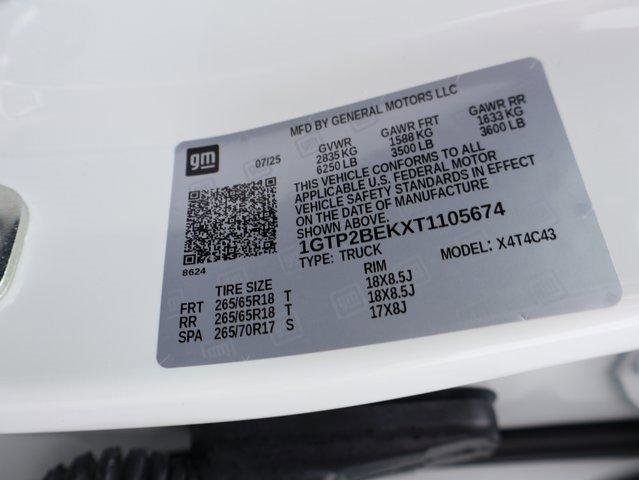 MFD BY GENERAL MOTORS LLC
gm 07/25 GVWR GAWR FRT GAWR RR
2835 KG 1588 KG 1633 KG
6250 LB 3500 LB 3600 LB
THIS VEHICLE CONFORMS TO ALL
APPLICABLE U.S. FEDERAL MOTOR
VEHICLE SAFETY STANDARDS IN EFFECT
ON THE DATE OF MANUFACTURE
SHOWN ABOVE.
1GTP2BEKXT1105674
8624 TYPE: TRUCK MODEL: X4T4C43
TIRE SIZE RIM
FRT 265/65R18 T 18X8.5J
RR 265/65R18 T 18X8.5J
SPA 265/70R17 S 17X8J